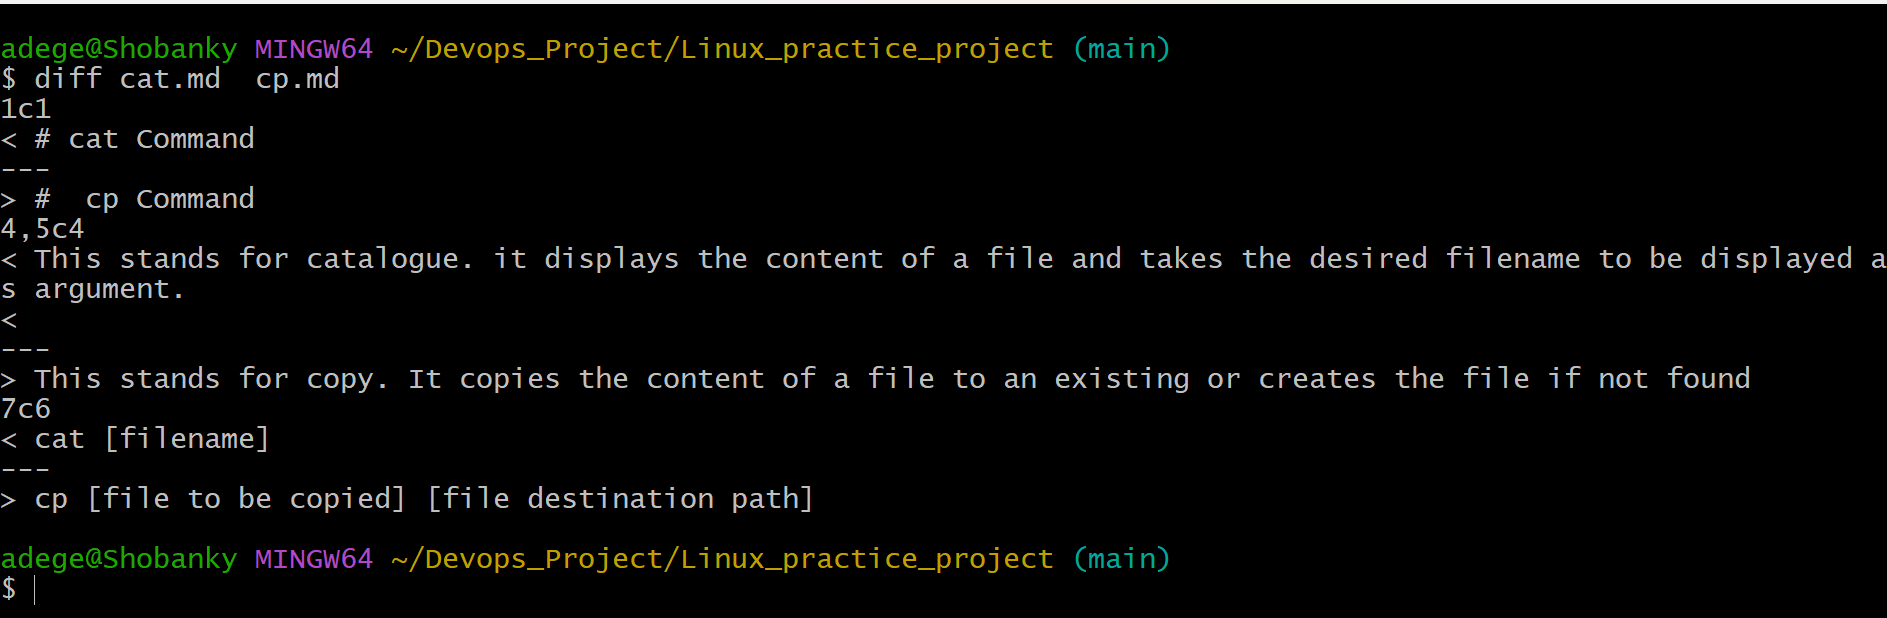 adege@Shobanky MINGW64 ~/Devops_Project/Linux_practice_project (main)
$ diff cat.md  cp.md
1c1
< # cat Command
---
> #  cp Command
4,5c4
< This stands for catalogue. it displays the content of a file and takes the desired filename to be displayed a
s argument.
<
---
> This stands for copy. It copies the content of a file to an existing or creates the file if not found
7c6
< cat [filename]
---
> cp [file to be copied] [file destination path]
adege@Shobanky MINGW64 ~/Devops_Project/Linux_practice_project (main)
$